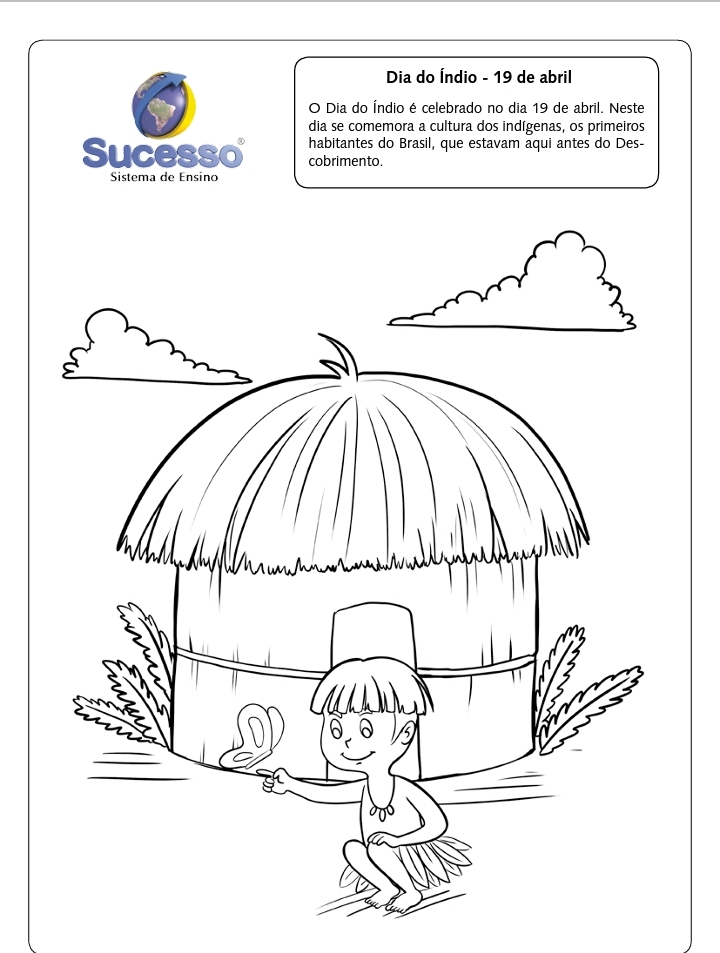 Sucesso®
Sistema de Ensino
Dia do Índio - 19 de abril
O Dia do Índio é celebrado no dia 19 de abril. Neste
dia se comemora a cultura dos indígenas, os primeiros
habitantes do Brasil, que estavam aqui antes do Des-
cobrimento.